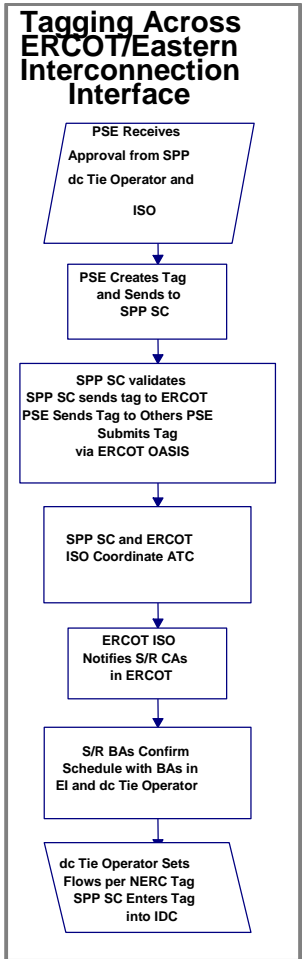 Tagging Across
ERCOT/Eastern
Interconnection
Interface
PSE Receives
Approval from SPP
dc Tie Operator and
ISO
PSE Creates Tag
and Sends to
SPP SC
SPP SC validates
SPP SC sends tag to ERCOT
PSE Sends Tag to Others PSE
Submits Tag
via ERCOT OASIS
SPP SC and ERCOT
ISO Coordinate ATC
ERCOT ISO
Notifies S/R CAs
in ERCOT
S/R BAs Confirm
Schedule with BAs in
EI and dc Tie Operator
dc Tie Operator Sets
Flows per NERC Tag
SPP SC Enters Tag
into IDC